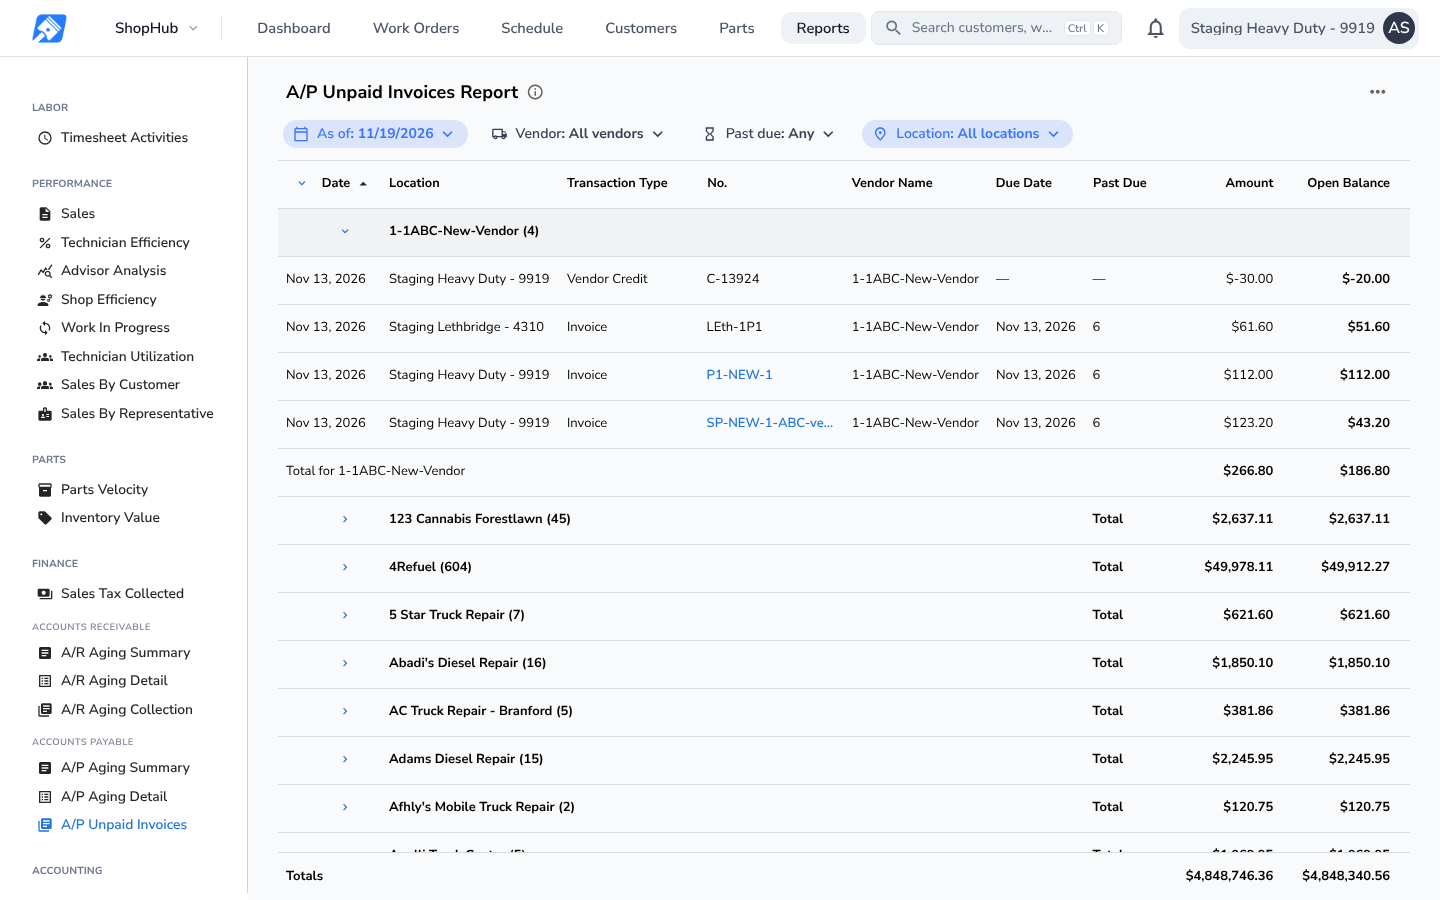 ShopHub
Dashboard
Work Orders
Schedule
Customers
Parts
Reports
Search customers, w...
Ctrl K
Staging Heavy Duty - 9919
AS
LABOR
Timesheet Activities
PERFORMANCE
Sales
Technician Efficiency
Advisor Analysis
Shop Efficiency
Work In Progress
Technician Utilization
Sales By Customer
Sales By Representative
PARTS
Parts Velocity
Inventory Value
FINANCE
Sales Tax Collected
ACCOUNTS RECEIVABLE
A/R Aging Summary
A/R Aging Detail
A/R Aging Collection
ACCOUNTS PAYABLE
A/P Aging Summary
A/P Aging Detail
A/P Unpaid Invoices
ACCOUNTING
A/P Unpaid Invoices Report
As of: 11/19/2026 Vendor: All vendors Past due: Any Location: All locations
Date Location Transaction Type No. Vendor Name Due Date Past Due Amount Open Balance
1-1ABC-New-Vendor (4)
Nov 13, 2026 Staging Heavy Duty - 9919 Vendor Credit C-13924 1-1ABC-New-Vendor — — $-30.00 $-20.00
Nov 13, 2026 Staging Lethbridge - 4310 Invoice LEth-1P1 1-1ABC-New-Vendor Nov 13, 2026 6 $61.60 $51.60
Nov 13, 2026 Staging Heavy Duty - 9919 Invoice P1-NEW-1 1-1ABC-New-Vendor Nov 13, 2026 6 $112.00 $112.00
Nov 13, 2026 Staging Heavy Duty - 9919 Invoice SP-NEW-1-ABC-ve... 1-1ABC-New-Vendor Nov 13, 2026 6 $123.20 $43.20
Total for 1-1ABC-New-Vendor $266.80 $186.80
123 Cannabis Forestlawn (45) Total $2,637.11 $2,637.11
4Refuel (604) Total $49,978.11 $49,912.27
5 Star Truck Repair (7) Total $621.60 $621.60
Abadi's Diesel Repair (16) Total $1,850.10 $1,850.10
AC Truck Repair - Branford (5) Total $381.86 $381.86
Adams Diesel Repair (15) Total $2,245.95 $2,245.95
Afhly's Mobile Truck Repair (2) Total $120.75 $120.75
Totals $4,848,746.36 $4,848,340.56